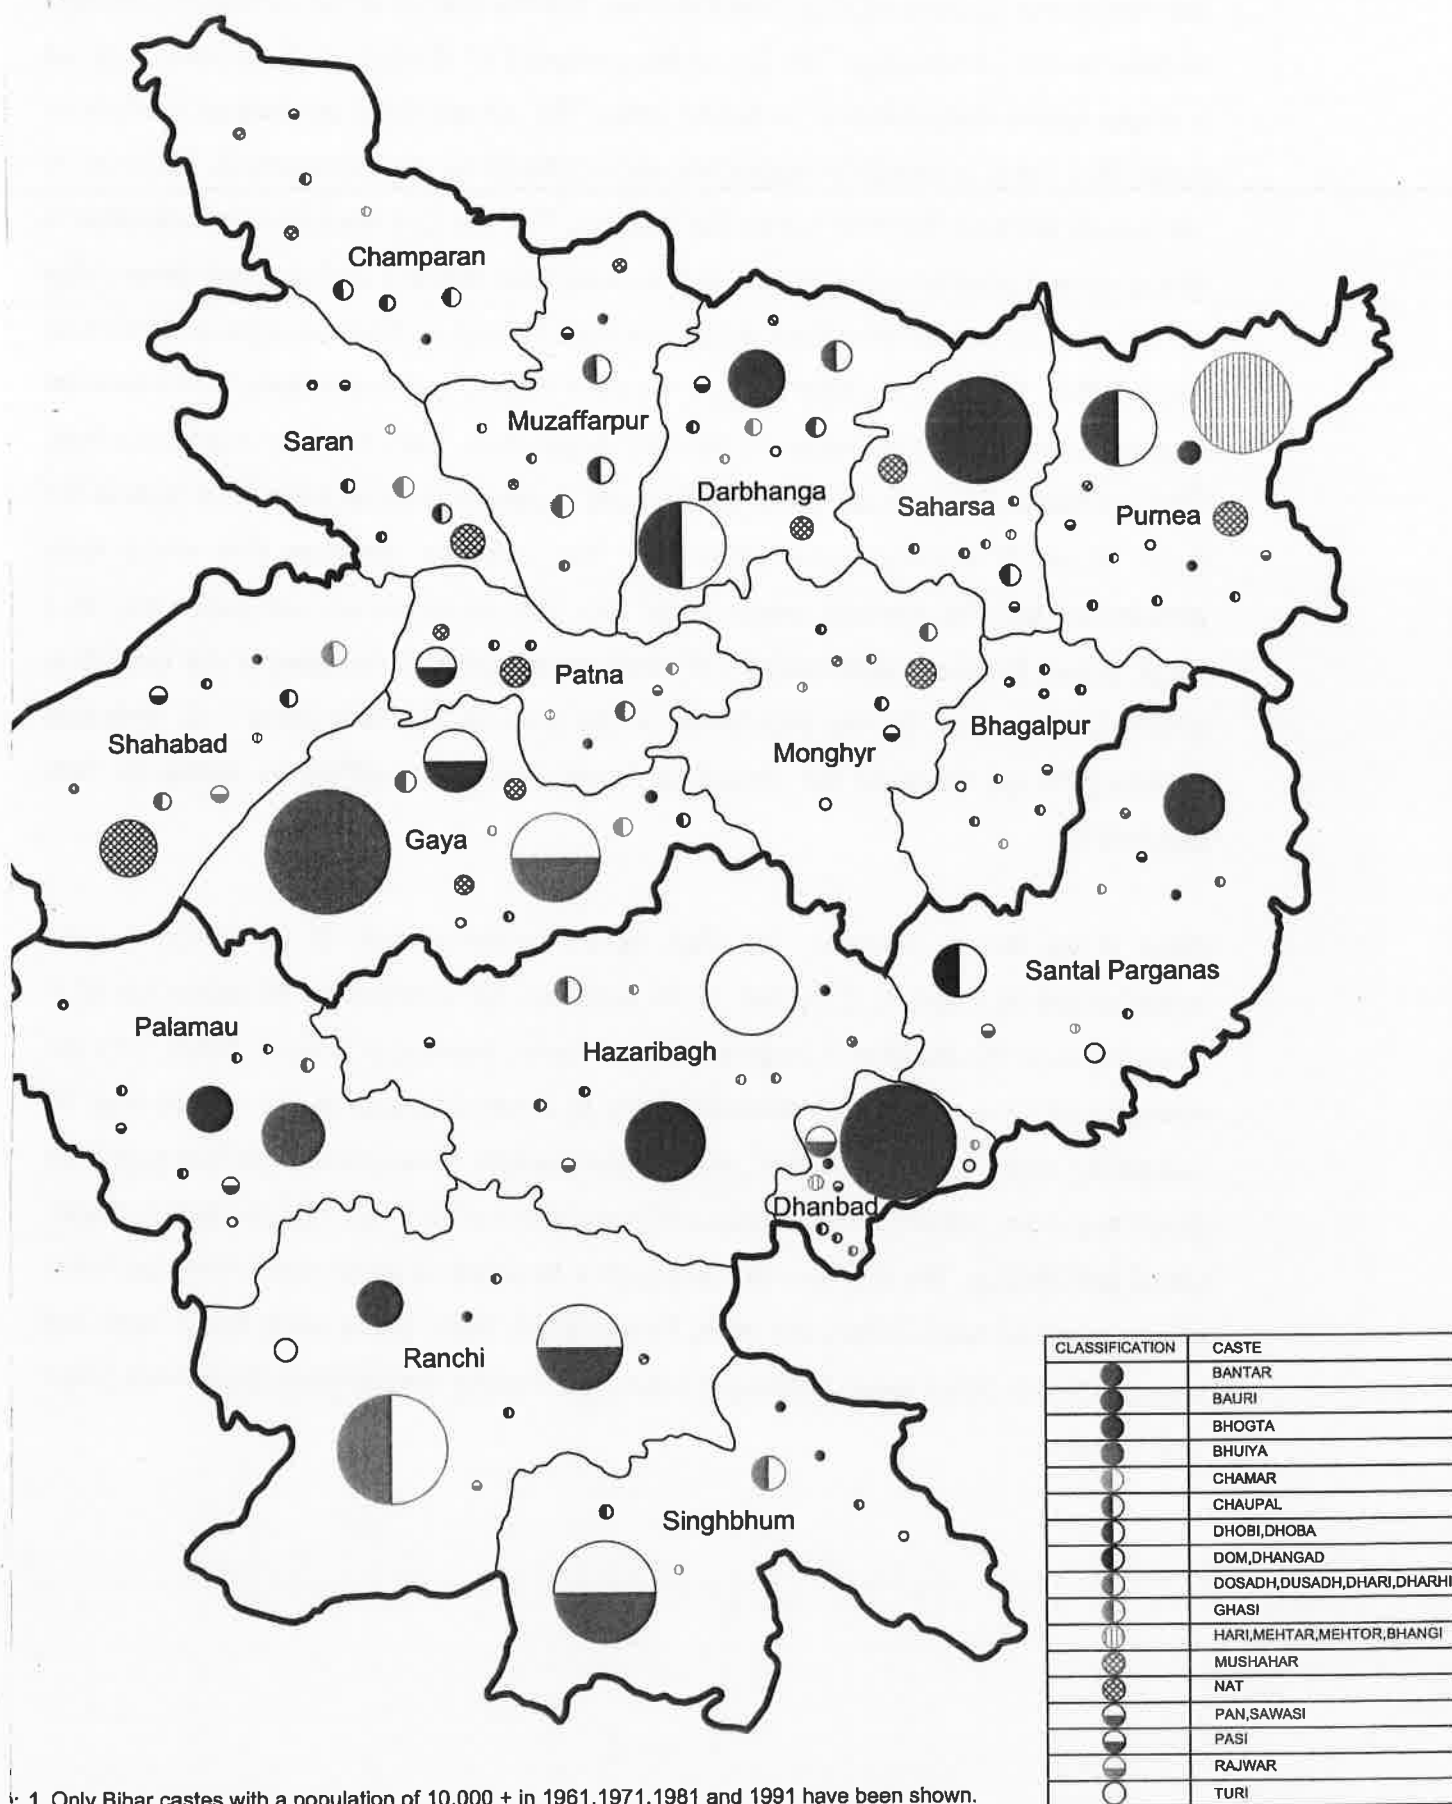 Champaran
Muzaffarpur
Saran
Darbhanga
Saharsa
Purnea
Patna
Shahabad
Bhagalpur
Monghyr
Gaya
Santal Parganas
Palamau
Hazaribagh
Dhanbad
Ranchi
Singhbhum
CLASSIFICATION CASTE
BANTAR
BAURI
BHOGTA
BHUIYA
CHAMAR
CHAUPAL
DHOBI,DHOBA
DOM,DHANGAD
DOSADH,DUSADH,DHARI,DHARHI
GHASI
HARI,MEHTAR,MEHTOR,BHANGI
MUSHAHAR
NAT
PAN,SAWASI
PASI
RAJWAR
TURI
: 1. Only Bihar castes with a population of 10,000 + in 1961,1971,1981 and 1991 have been shown.